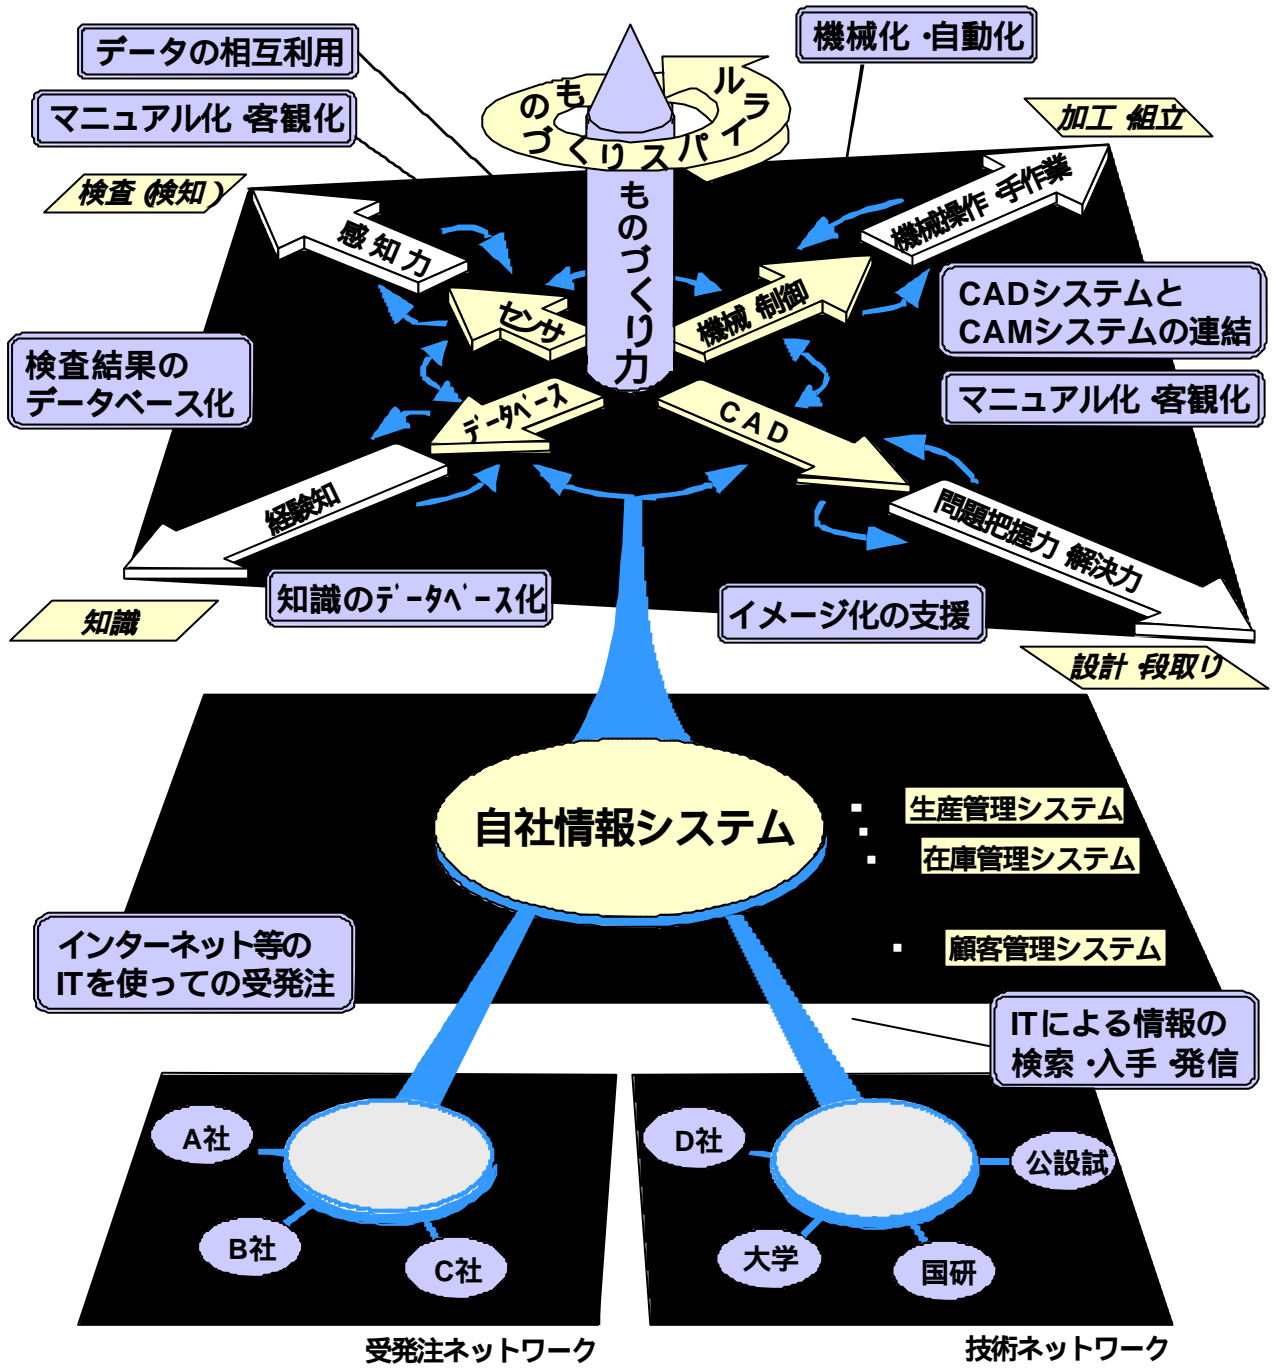 データの相互利用
機械化・自動化
マニュアル化・客観化
ものづくりスパイラル
加工・組立
検査(検知)
ものづくり力
感知力
機械操作・手作業
センサ
機械・制御
CADシステムと
CAMシステムの連結
検査結果の
データベース化
マニュアル化・客観化
データベース
CAD
経験知
問題把握力・解決力
知識のデータベース化
イメージ化の支援
知識
設計・段取り
自社情報システム
生産管理システム
在庫管理システム
顧客管理システム
インターネット等の
ITを使っての受発注
ITによる情報の
検索・入手・発信
A社
B社
C社
D社
公設試
大学
国研
受発注ネットワーク
技術ネットワーク